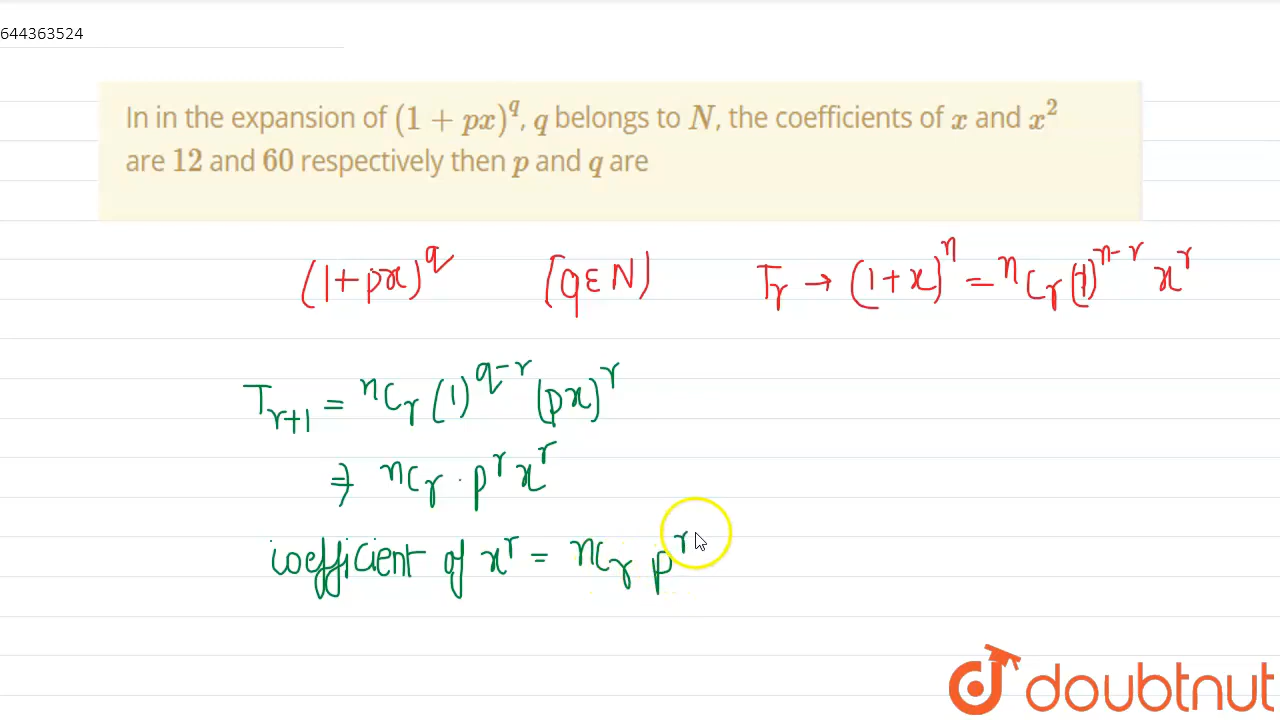 644363524
In in the expansion of (1 + px)^q, q belongs to N, the coefficients of x and x^2
are 12 and 60 respectively then p and q are
(1+px)^q [q∈N] T_r → (1+x)^n = ^nC_r (1)^{n-r} x^r
T_{r+1} = ^nC_r (1)^{q-r} (px)^r
⇒ ^nC_r · p^r x^r
coefficient of x^r = ^nC_r p^r
doubtnut